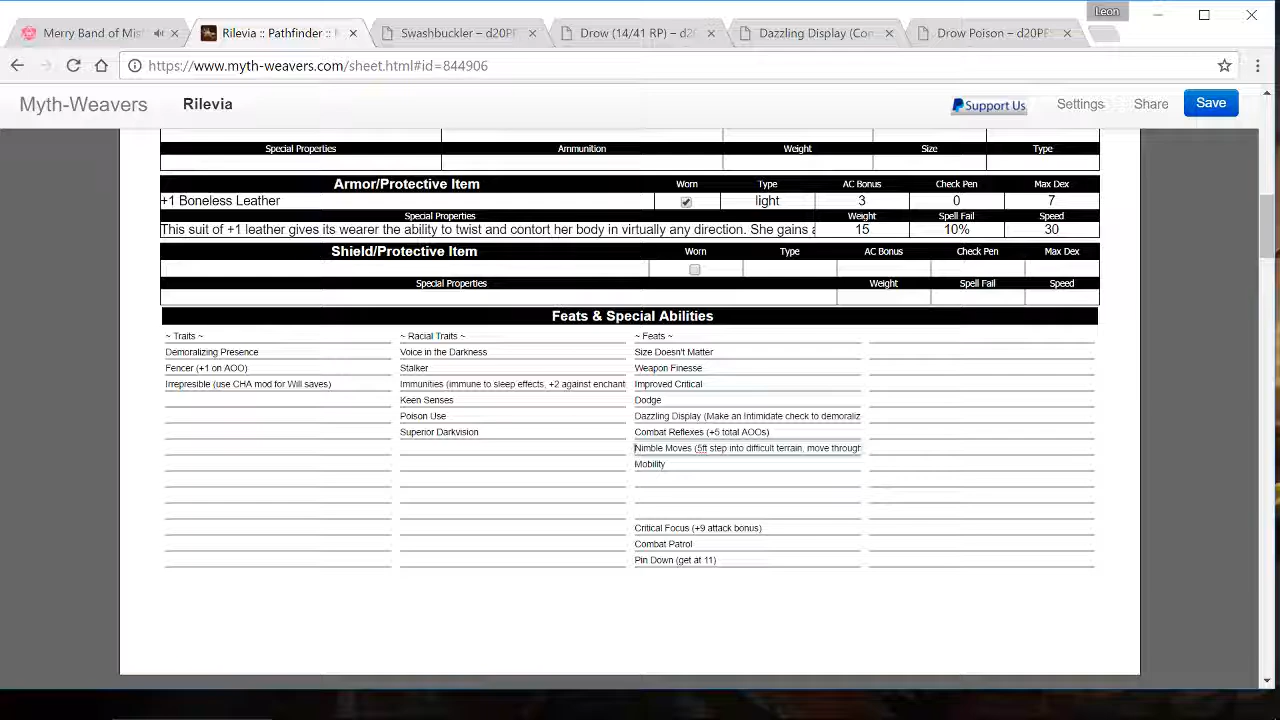 Leon
Merry Band of Mis
Rilevia :: Pathfinder :: M
Swashbuckler – d20PF
Drow (14/41 RP) – d20
Dazzling Display (Com
Drow Poison – d20PF
https://www.myth-weavers.com/sheet.html#id=844906
Myth-Weavers Rilevia Support Us Settings Share Save
Special Properties Ammunition Weight Size Type
Armor/Protective Item Worn Type AC Bonus Check Pen Max Dex
+1 Boneless Leather light 3 0 7
Special Properties Weight Spell Fail Speed
This suit of +1 leather gives its wearer the ability to twist and contort her body in virtually any direction. She gains a 15 10% 30
Shield/Protective Item Worn Type AC Bonus Check Pen Max Dex
Special Properties Weight Spell Fail Speed
Feats & Special Abilities
~ Traits ~ ~ Racial Traits ~ ~ Feats ~
Demoralizing Presence Voice in the Darkness Size Doesn't Matter
Fencer (+1 on AOO) Stalker Weapon Finesse
Irrepresible (use CHA mod for Will saves) Immunities (immune to sleep effects, +2 against enchant Improved Critical
Keen Senses Dodge
Poison Use Dazzling Display (Make an Intimidate check to demoraliz
Superior Darkvision Combat Reflexes (+5 total AOOs)
Nimble Moves (5ft step into difficult terrain, move through
Mobility
Critical Focus (+9 attack bonus)
Combat Patrol
Pin Down (get at 11)